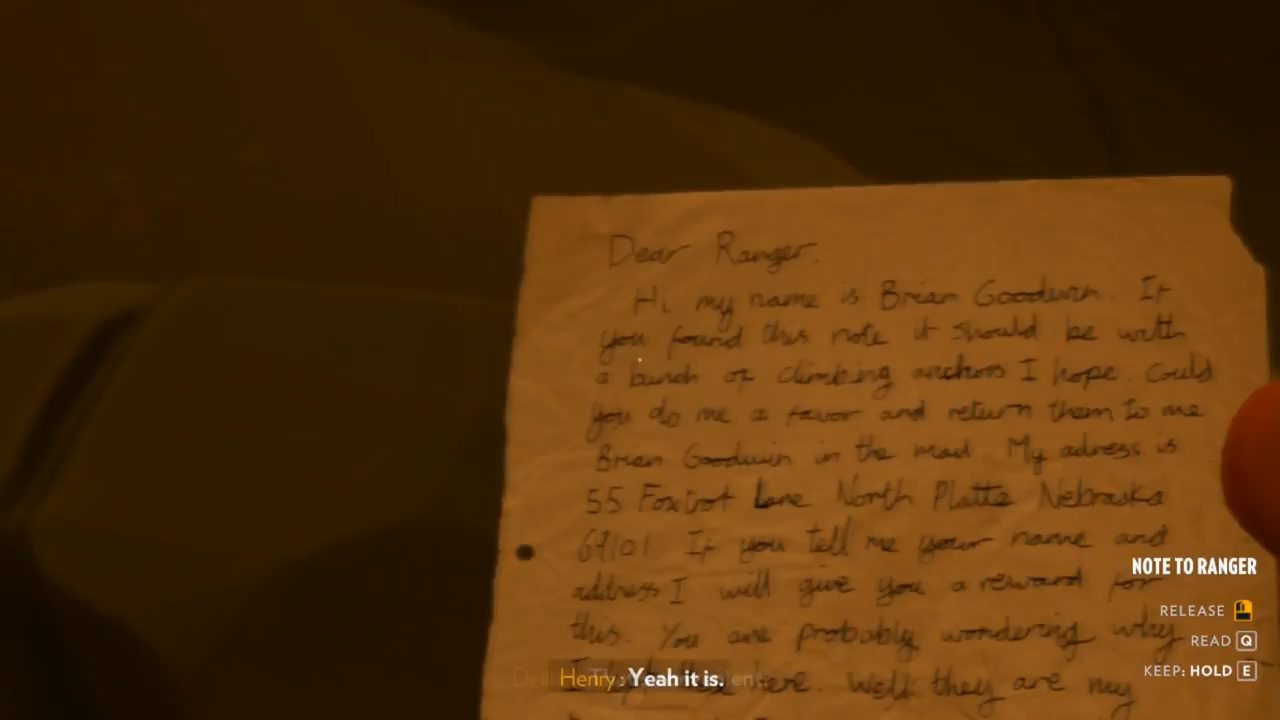 Dear Ranger.
Hi my name is Brian Goodwin. If
you found this note it should be with
a bunch of climbing anchors I hope. Could
you do me a favor and return them to me
Brian Goodwin in the mail. My adress is
55 Foxtrot Lane North Platte Nebraska
69101. If you tell me your name and
address I will give you a reward for
this. You are probably wondering why
I here. Well they are my
NOTE TO RANGER
RELEASE
READ Q
KEEP: HOLD E
Henry: Yeah it is.